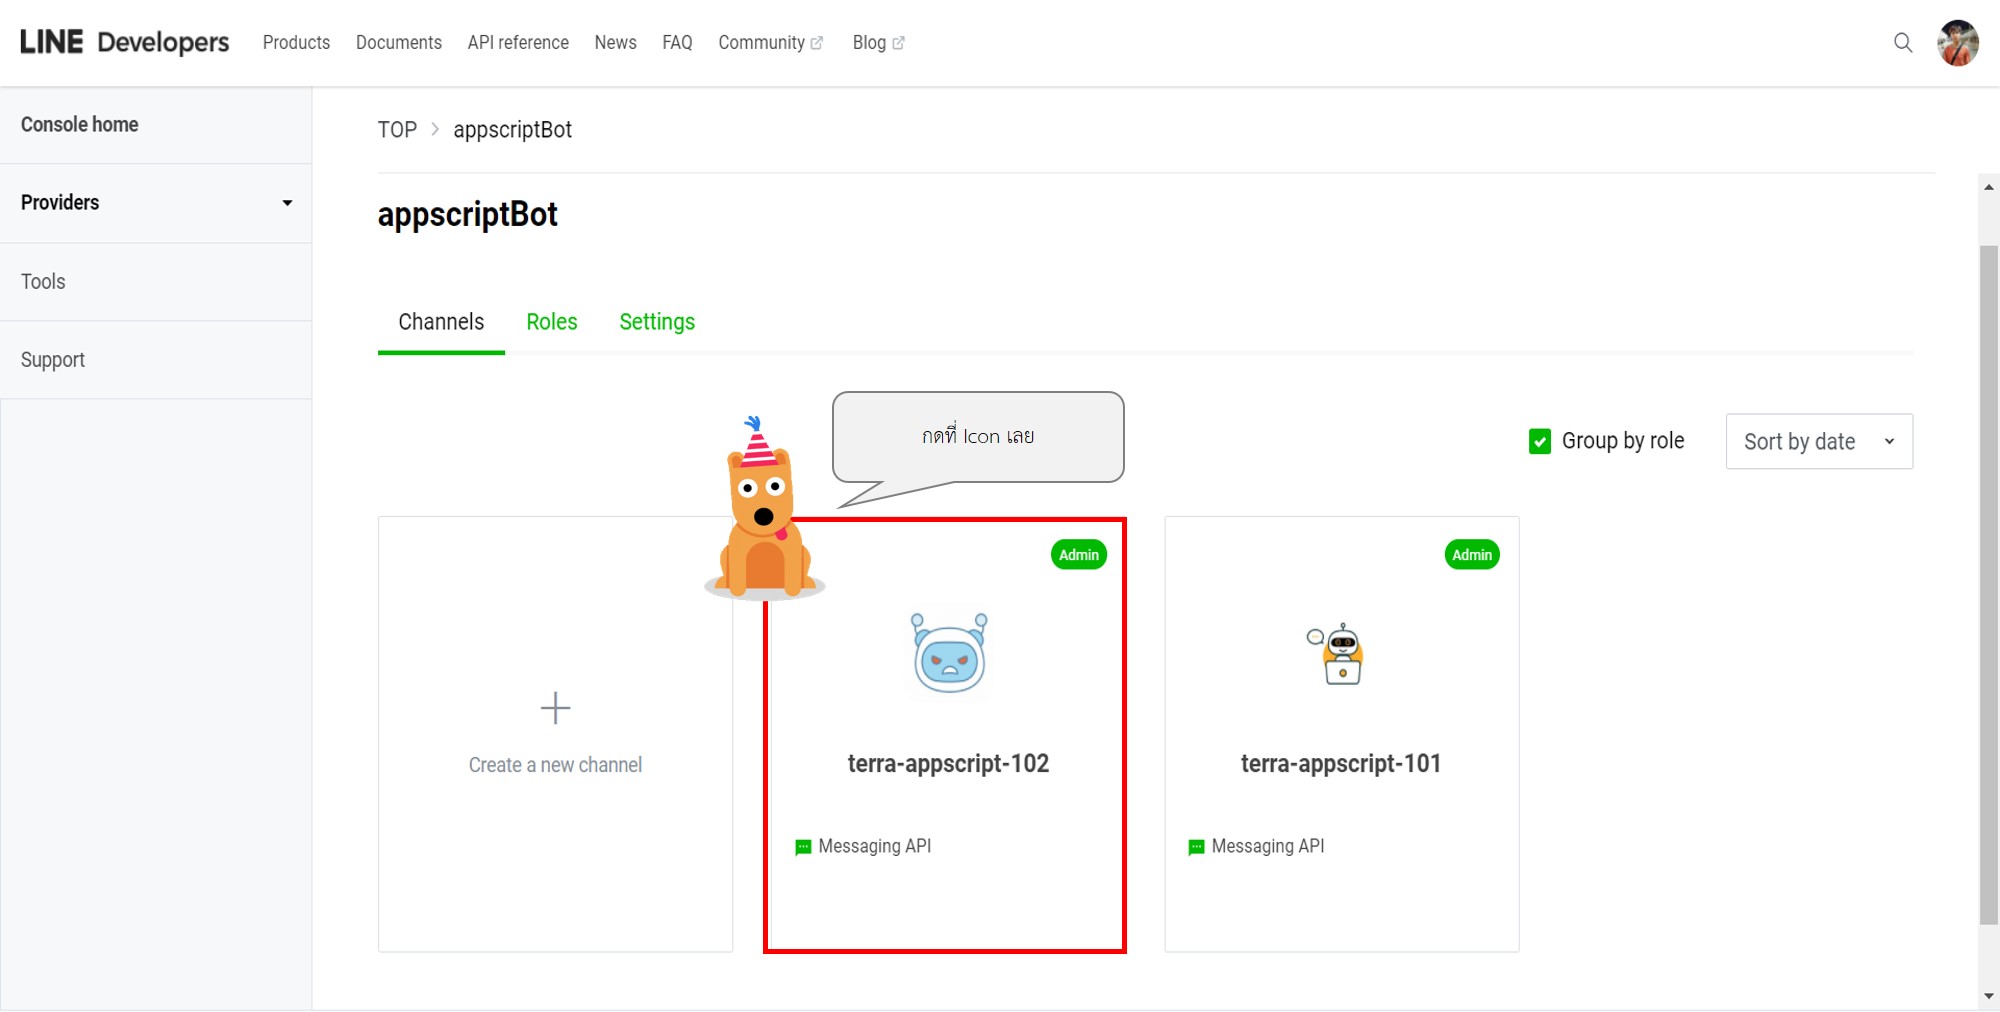 LINE Developers Products Documents API reference News FAQ Community Blog
Console home
Providers
Tools
Support
TOP > appscriptBot
appscriptBot
Channels Roles Settings
กดที่ Icon เลย
Group by role Sort by date
Create a new channel
Admin
terra-appscript-102
Messaging API
Admin
terra-appscript-101
Messaging API